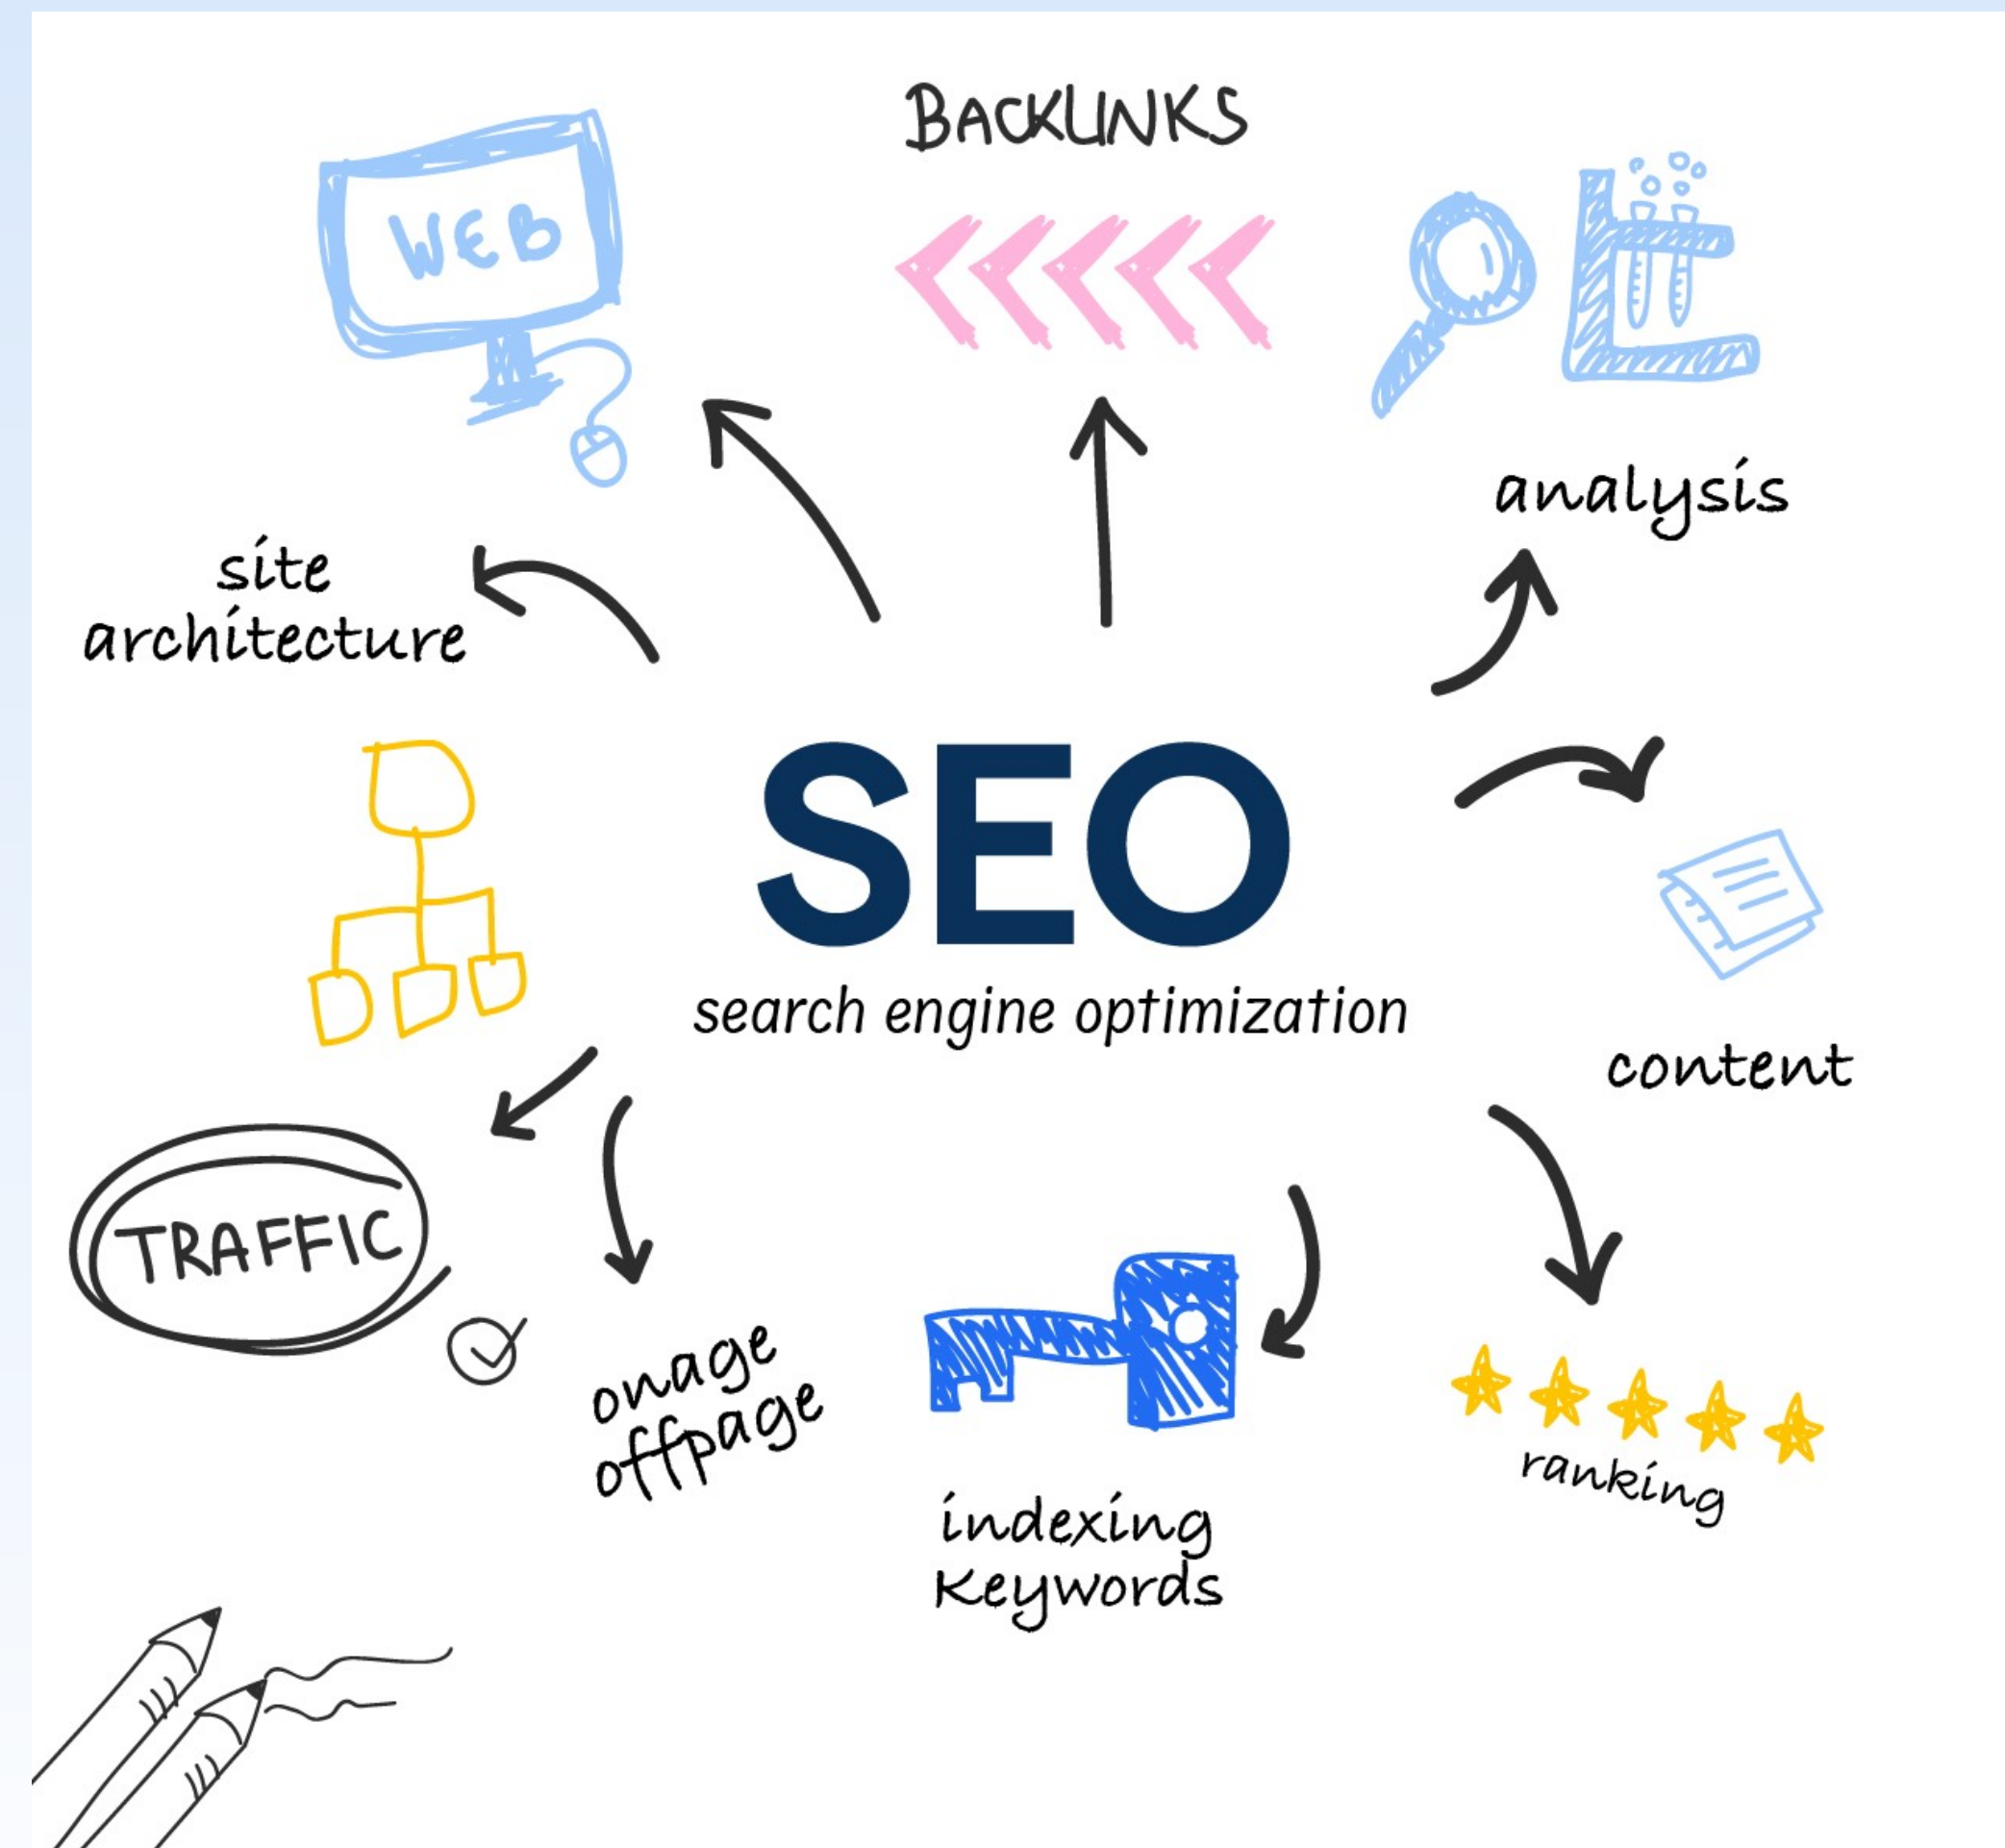 BACKLINKS
WEB
analysis
site
architecture
SEO
search engine optimization
content
TRAFFIC
onage
offpage
indexing
Keywords
ranking